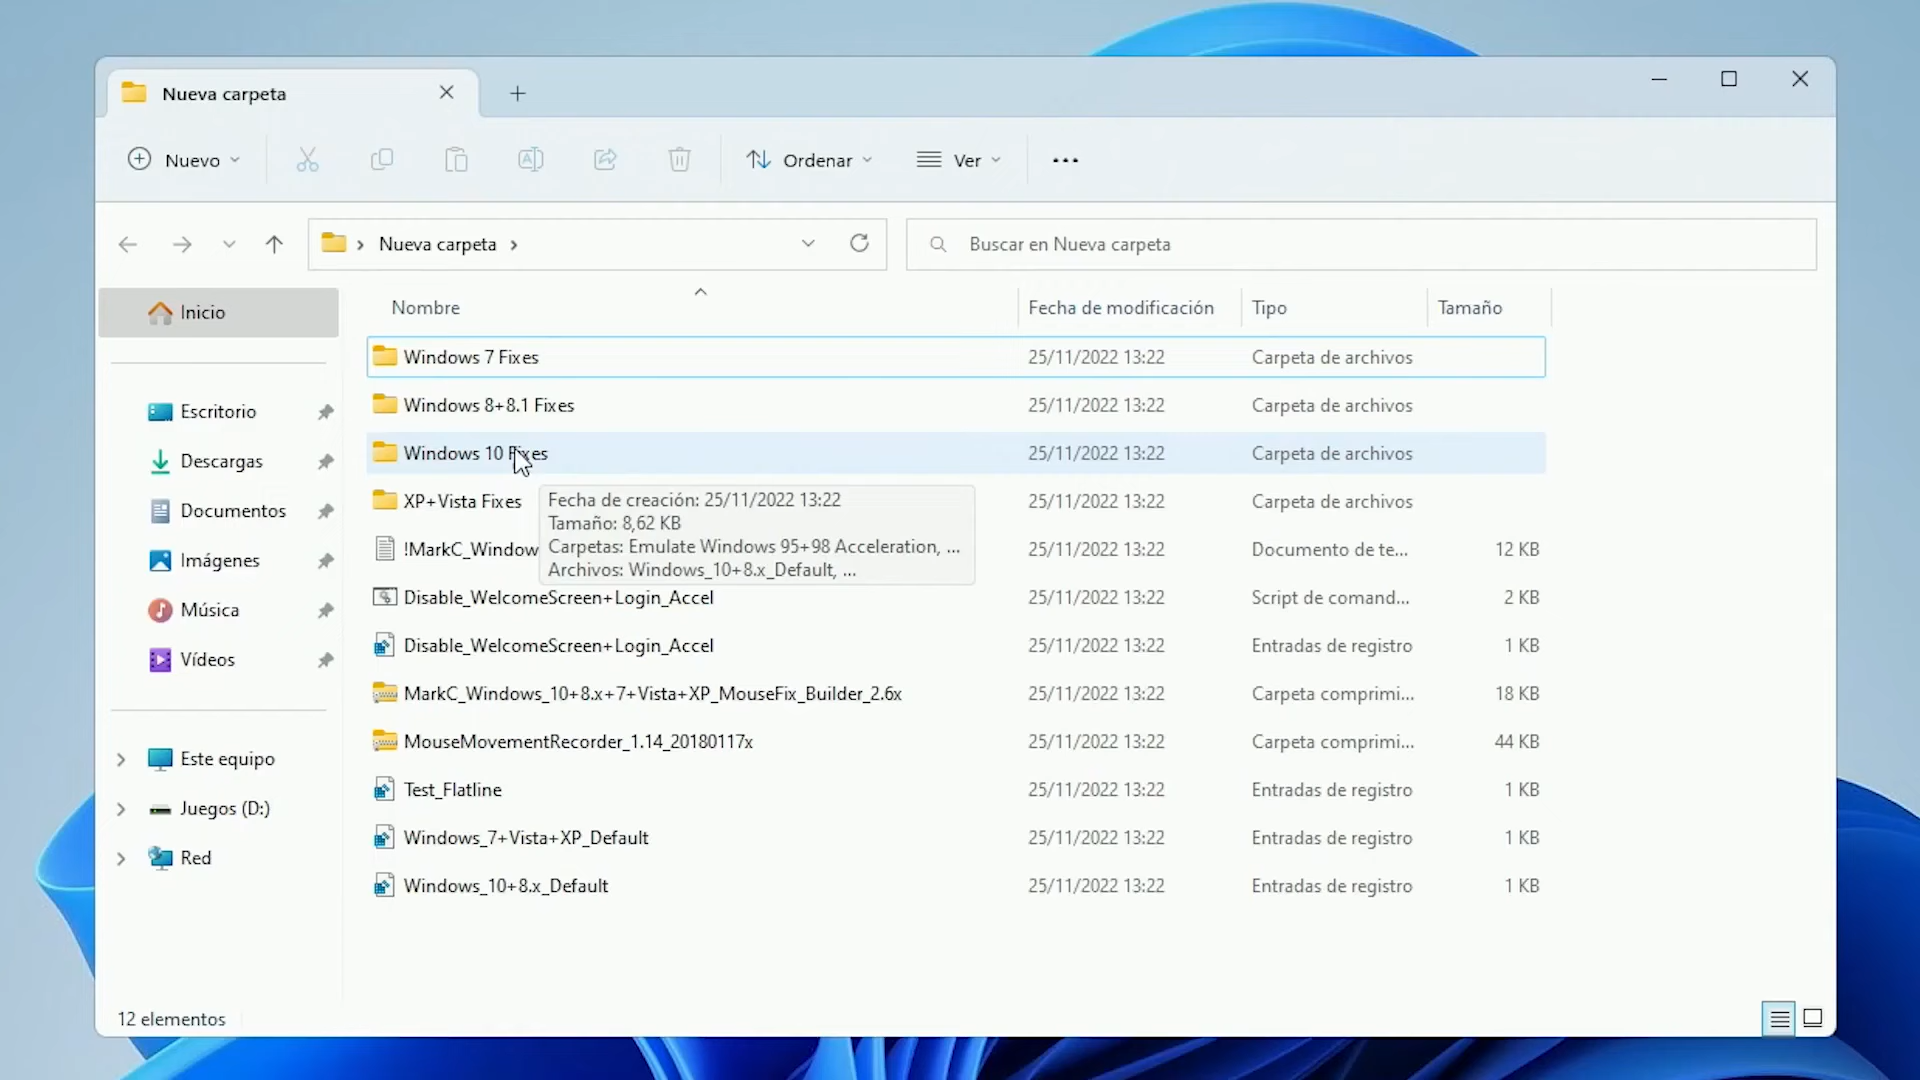 Nueva carpeta
Nuevo
Ordenar
Ver
Nueva carpeta
Buscar en Nueva carpeta
Inicio
Escritorio
Descargas
Documentos
Imágenes
Música
Vídeos
Este equipo
Juegos (D:)
Red
Nombre Fecha de modificación Tipo Tamaño
Windows 7 Fixes 25/11/2022 13:22 Carpeta de archivos
Windows 8+8.1 Fixes 25/11/2022 13:22 Carpeta de archivos
Windows 10 Fixes 25/11/2022 13:22 Carpeta de archivos
XP+Vista Fixes 25/11/2022 13:22 Carpeta de archivos
Fecha de creación: 25/11/2022 13:22
Tamaño: 8,62 KB
Carpetas: Emulate Windows 95+98 Acceleration, ...
Archivos: Windows_10+8.x_Default, ...
!MarkC_Window 25/11/2022 13:22 Documento de te... 12 KB
Disable_WelcomeScreen+Login_Accel 25/11/2022 13:22 Script de comand... 2 KB
Disable_WelcomeScreen+Login_Accel 25/11/2022 13:22 Entradas de registro 1 KB
MarkC_Windows_10+8.x+7+Vista+XP_MouseFix_Builder_2.6x 25/11/2022 13:22 Carpeta comprimi... 18 KB
MouseMovementRecorder_1.14_20180117x 25/11/2022 13:22 Carpeta comprimi... 44 KB
Test_Flatline 25/11/2022 13:22 Entradas de registro 1 KB
Windows_7+Vista+XP_Default 25/11/2022 13:22 Entradas de registro 1 KB
Windows_10+8.x_Default 25/11/2022 13:22 Entradas de registro 1 KB
12 elementos